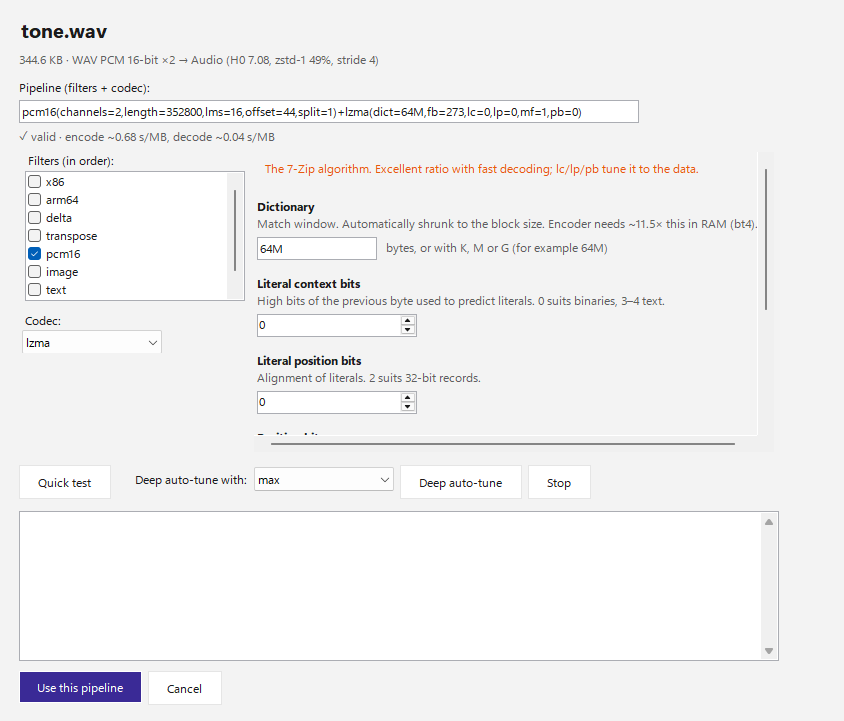 tone.wav
344.6 KB · WAV PCM 16-bit ×2 → Audio (H0 7.08, zstd-1 49%, stride 4)
Pipeline (filters + codec):
pcm16(channels=2,length=352800,lms=16,offset=44,split=1)+lzma(dict=64M,fb=273,lc=0,lp=0,mf=1,pb=0)
✓ valid · encode ~0.68 s/MB, decode ~0.04 s/MB
Filters (in order):
x86
arm64
delta
transpose
pcm16
image
text
Codec:
lzma
The 7-Zip algorithm. Excellent ratio with fast decoding; lc/lp/pb tune it to the data.
Dictionary
Match window. Automatically shrunk to the block size. Encoder needs ~11.5× this in RAM (bt4).
64M bytes, or with K, M or G (for example 64M)
Literal context bits
High bits of the previous byte used to predict literals. 0 suits binaries, 3–4 text.
0
Literal position bits
Alignment of literals. 2 suits 32-bit records.
0
Quick test Deep auto-tune with: max Deep auto-tune Stop
Use this pipeline Cancel